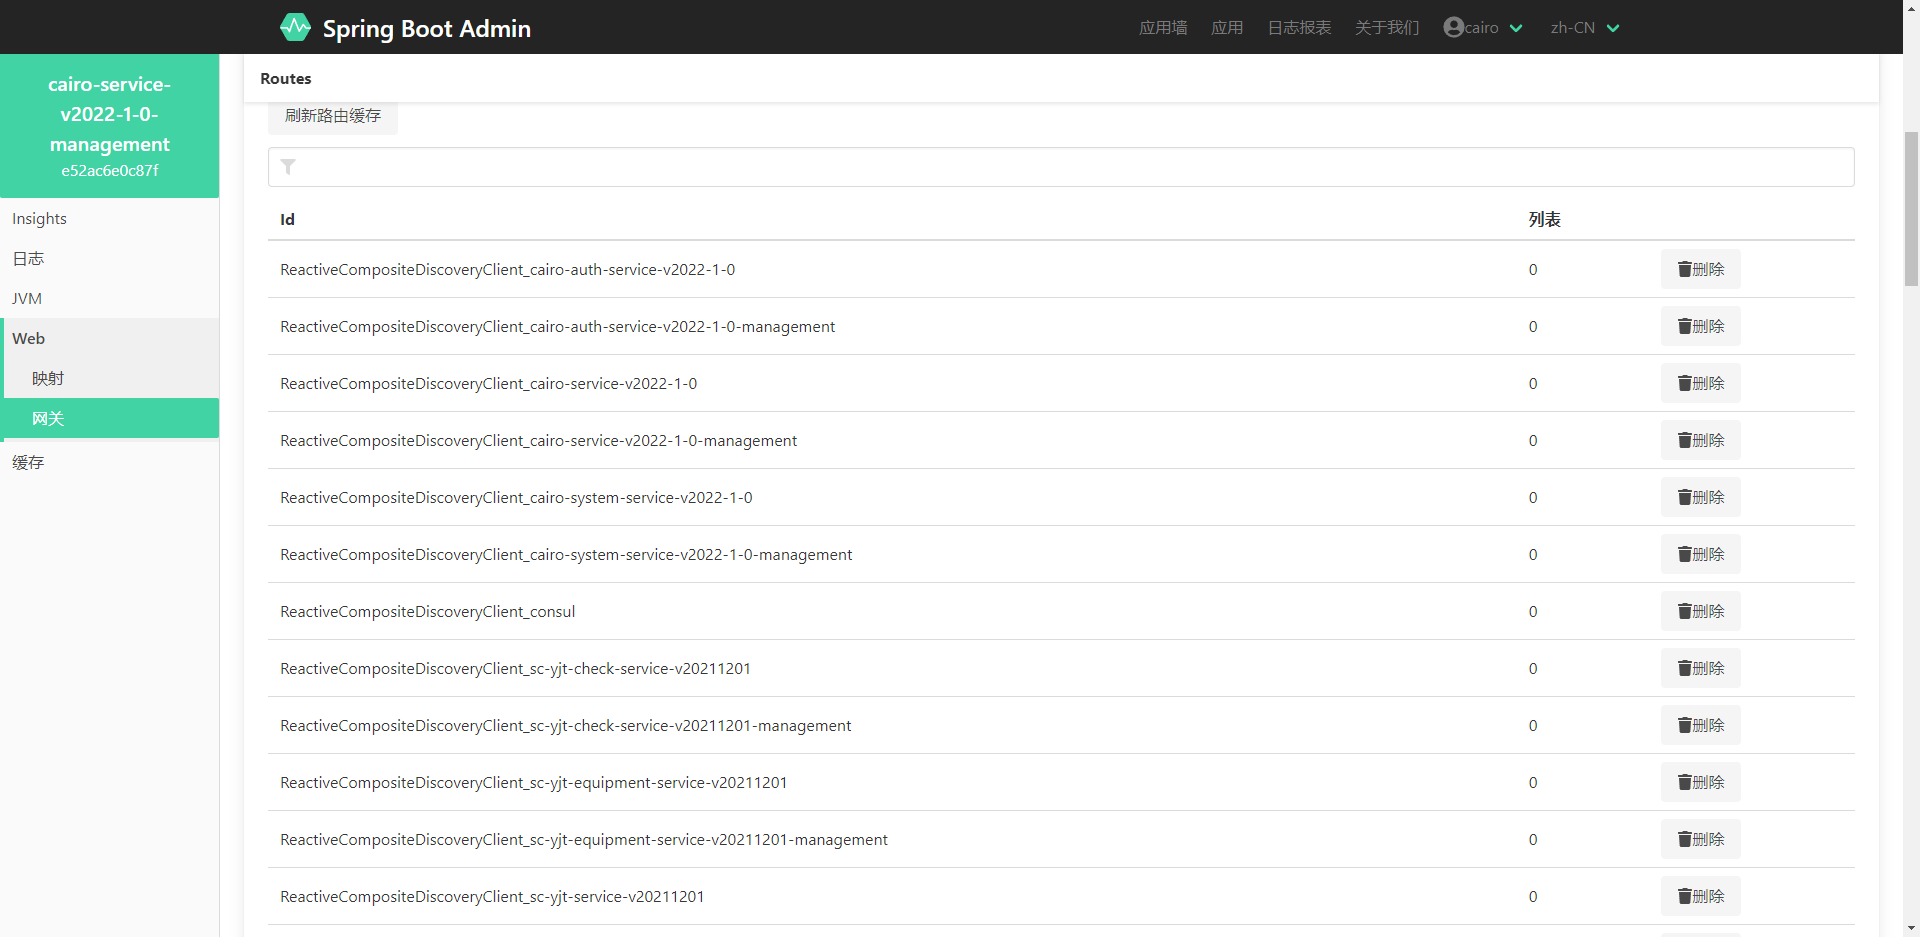 Spring Boot Admin
应用墙 应用 日志报表 关于我们 cairo zh-CN
cairo-service-
v2022-1-0-
management
e52ac6e0c87f
Insights
日志
JVM
Web
映射
网关
缓存
Routes
刷新路由缓存
Id 列表
ReactiveCompositeDiscoveryClient_cairo-auth-service-v2022-1-0 0 删除
ReactiveCompositeDiscoveryClient_cairo-auth-service-v2022-1-0-management 0 删除
ReactiveCompositeDiscoveryClient_cairo-service-v2022-1-0 0 删除
ReactiveCompositeDiscoveryClient_cairo-service-v2022-1-0-management 0 删除
ReactiveCompositeDiscoveryClient_cairo-system-service-v2022-1-0 0 删除
ReactiveCompositeDiscoveryClient_cairo-system-service-v2022-1-0-management 0 删除
ReactiveCompositeDiscoveryClient_consul 0 删除
ReactiveCompositeDiscoveryClient_sc-yjt-check-service-v20211201 0 删除
ReactiveCompositeDiscoveryClient_sc-yjt-check-service-v20211201-management 0 删除
ReactiveCompositeDiscoveryClient_sc-yjt-equipment-service-v20211201 0 删除
ReactiveCompositeDiscoveryClient_sc-yjt-equipment-service-v20211201-management 0 删除
ReactiveCompositeDiscoveryClient_sc-yjt-service-v20211201 0 删除